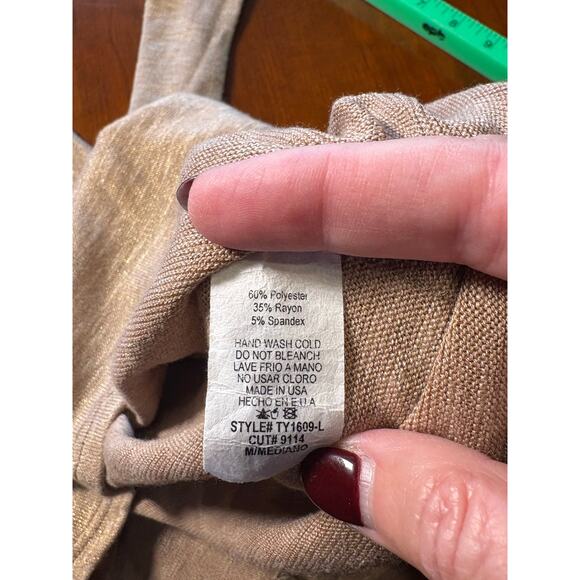 60% Polyester
35% Rayon
5% Spandex
HAND WASH COLD
DO NOT BLEANCH
LAVE FRIO A MANO
NO USAR CLORO
MADE IN USA
HECHO EN E.U.A
STYLE# TY1609-L
CUT# 9114
M/MEDIANO